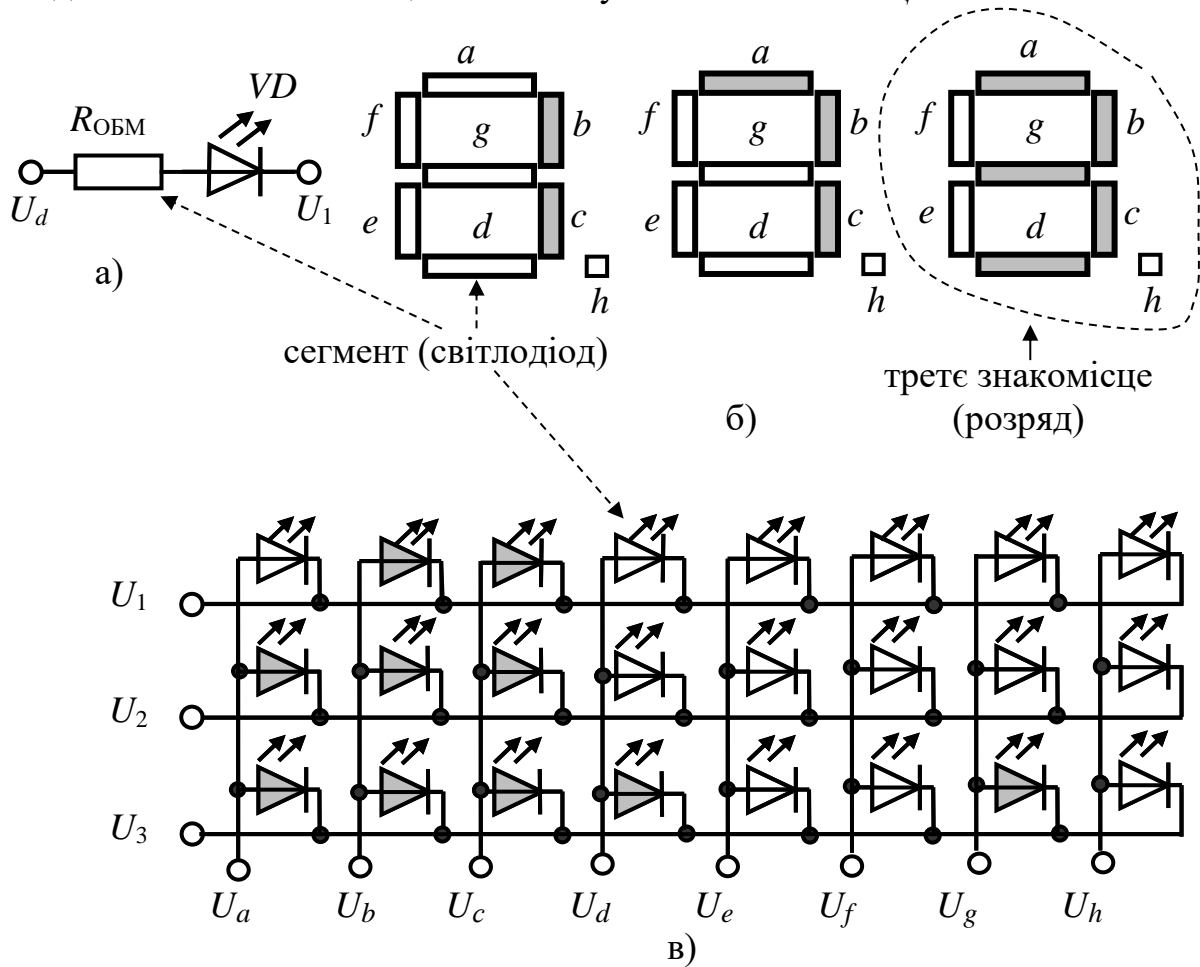 a
a
a
VD
R_ОБМ
f
g
b
f
g
b
f
g
b
U_d
U_1
e
d
c
e
d
c
e
d
c
а)
h
h
h
сегмент (світлодіод)
третє знакомісце
(розряд)
б)
U_1
U_2
U_3
U_a
U_b
U_c
U_d
U_e
U_f
U_g
U_h
в)